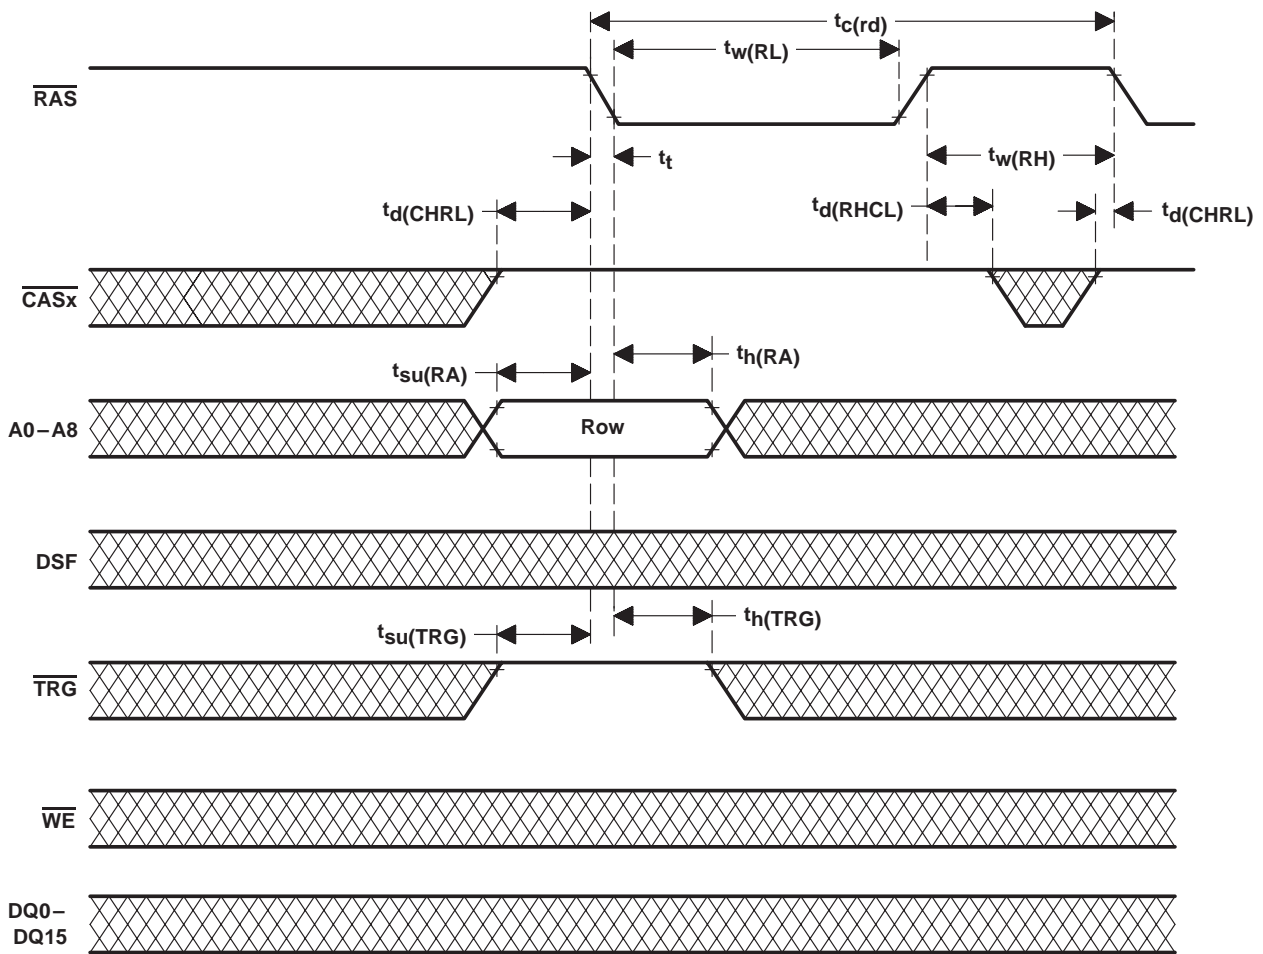 tc(rd)
tw(RL)
RAS
tt
tw(RH)
td(CHRL)
td(RHCL)
td(CHRL)
CASx
tsu(RA)
th(RA)
A0–A8
Row
DSF
tsu(TRG)
th(TRG)
TRG
WE
DQ0–
DQ15